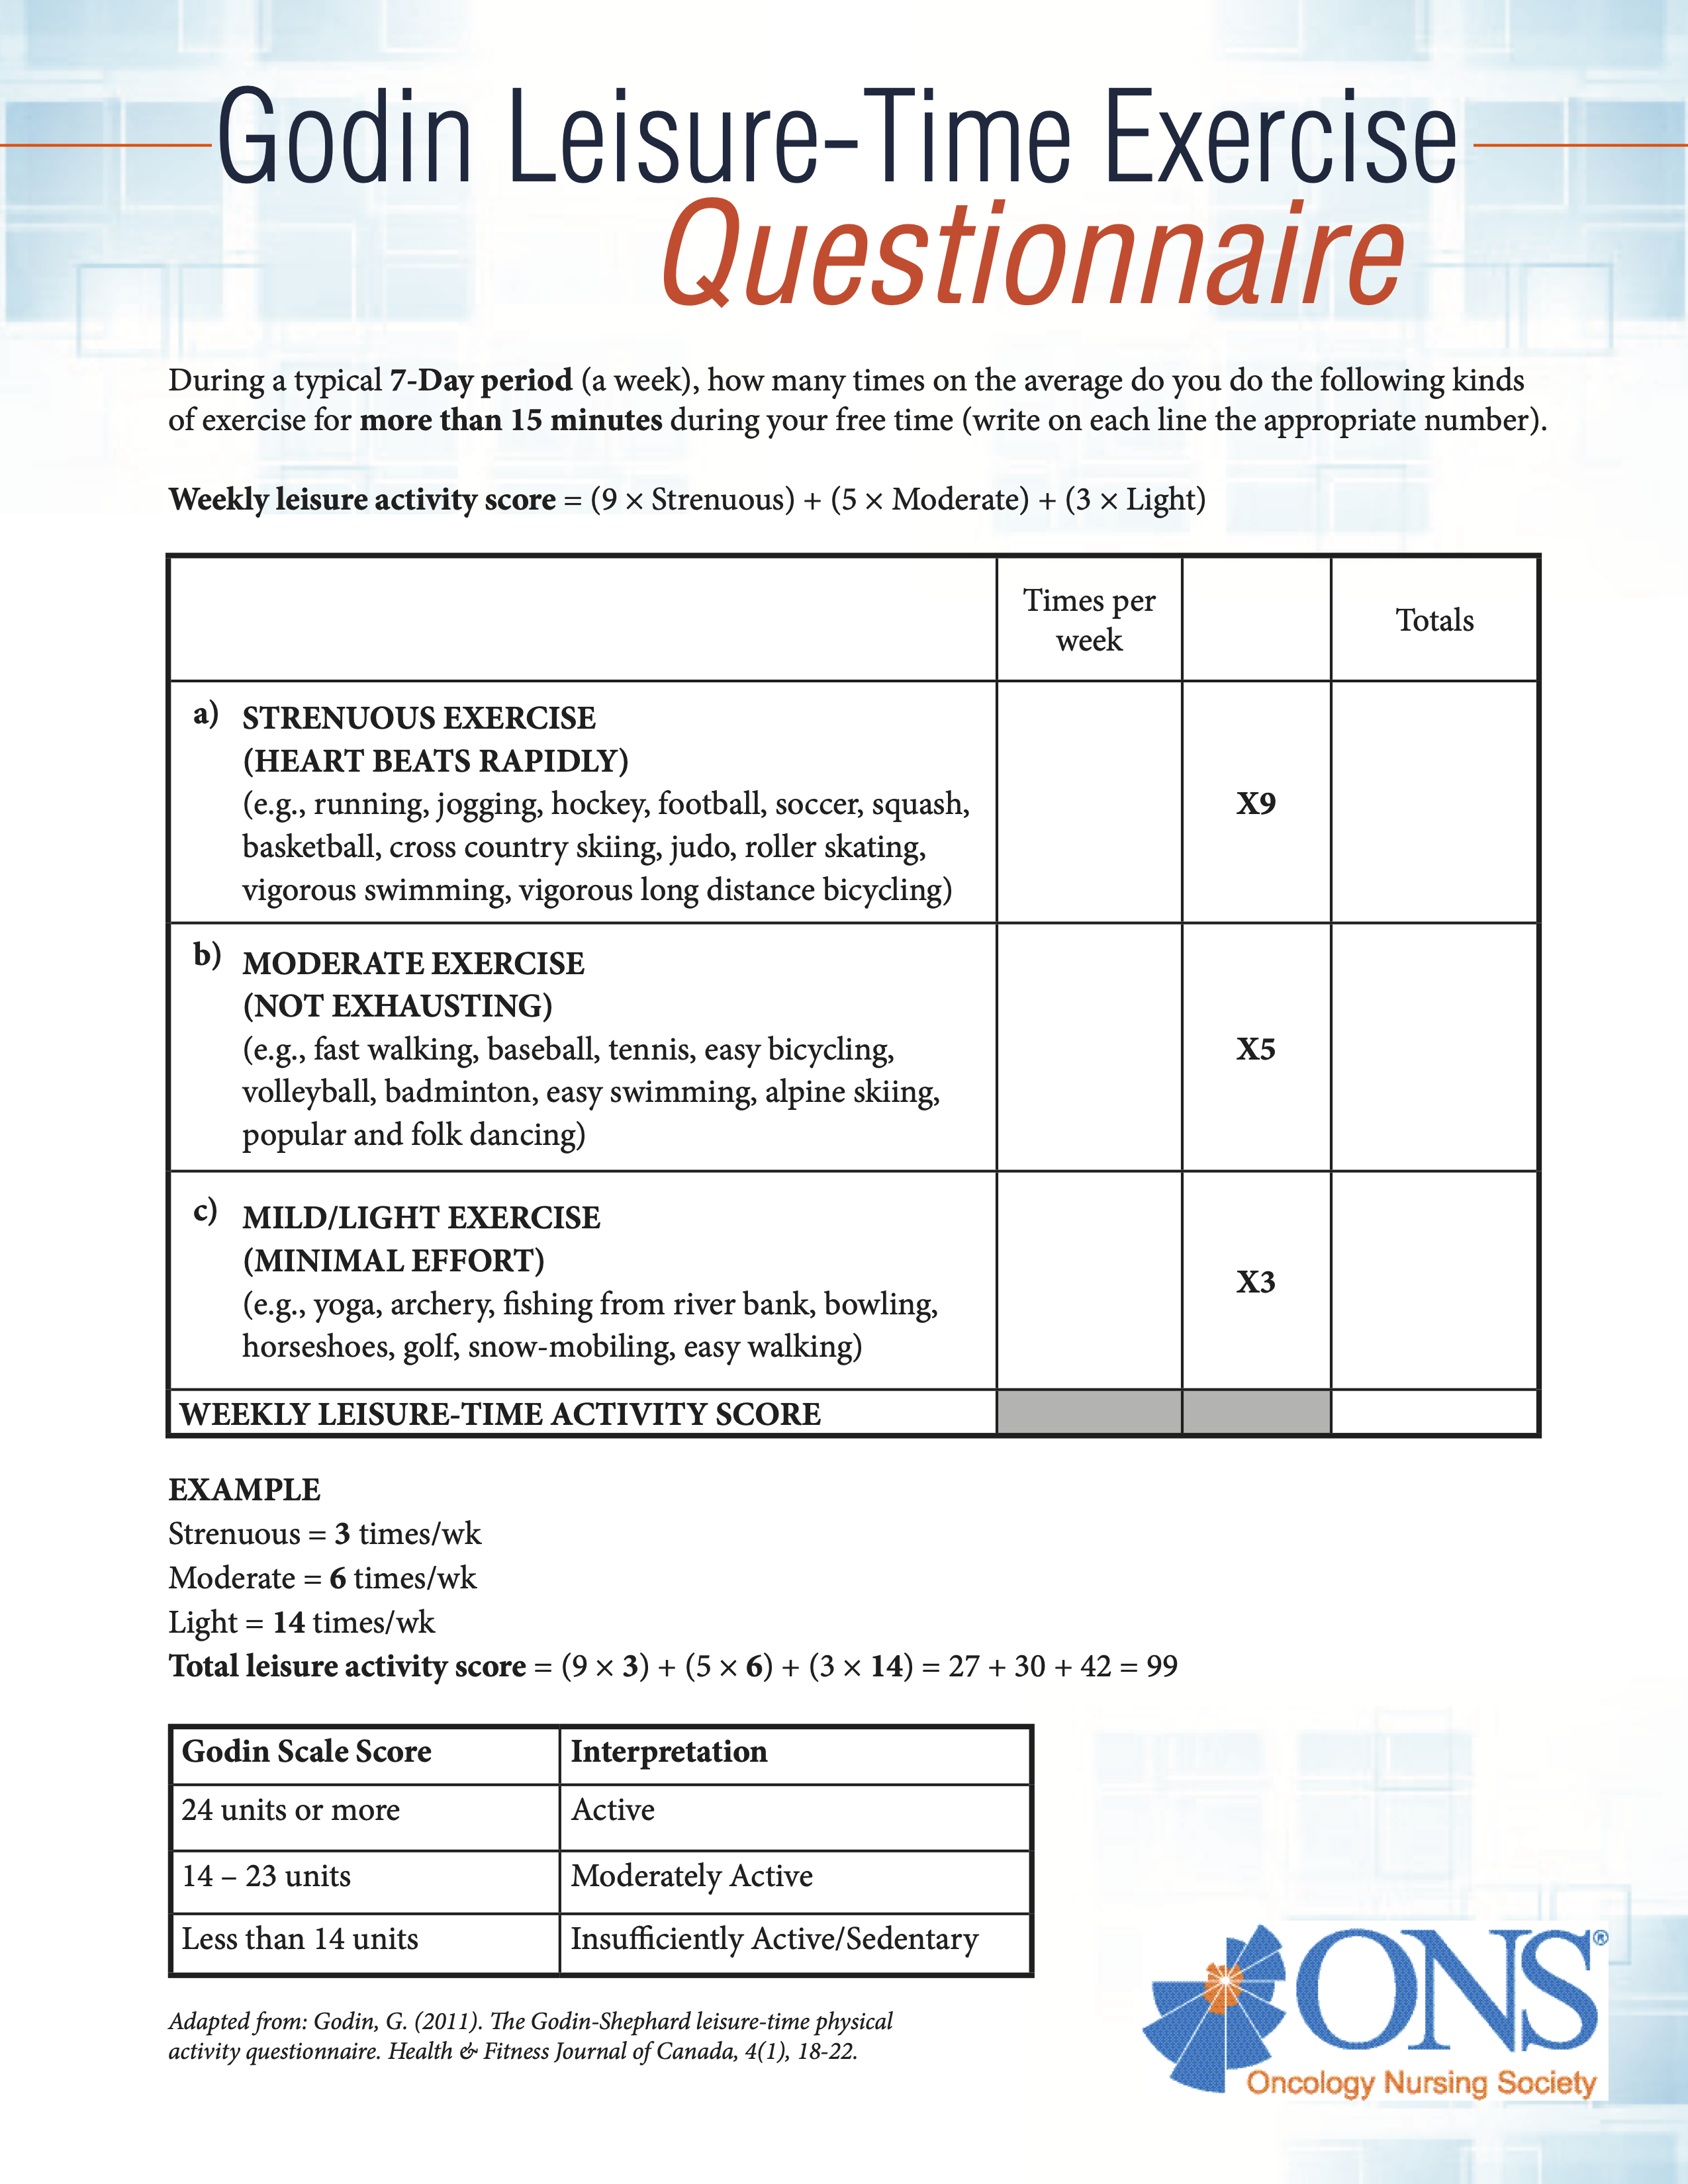 Godin Leisure-Time Exercise
Questionnaire
During a typical 7-Day period (a week), how many times on the average do you do the following kinds
of exercise for more than 15 minutes during your free time (write on each line the appropriate number).
Weekly leisure activity score = (9 × Strenuous) + (5 × Moderate) + (3 × Light)
Times per
week
Totals
a) STRENUOUS EXERCISE
(HEART BEATS RAPIDLY)
(e.g., running, jogging, hockey, football, soccer, squash,
basketball, cross country skiing, judo, roller skating,
vigorous swimming, vigorous long distance bicycling)
X9
b) MODERATE EXERCISE
(NOT EXHAUSTING)
(e.g., fast walking, baseball, tennis, easy bicycling,
volleyball, badminton, easy swimming, alpine skiing,
popular and folk dancing)
X5
c) MILD/LIGHT EXERCISE
(MINIMAL EFFORT)
(e.g., yoga, archery, fishing from river bank, bowling,
horseshoes, golf, snow-mobiling, easy walking)
X3
WEEKLY LEISURE-TIME ACTIVITY SCORE
EXAMPLE
Strenuous = 3 times/wk
Moderate = 6 times/wk
Light = 14 times/wk
Total leisure activity score = (9 × 3) + (5 × 6) + (3 × 14) = 27 + 30 + 42 = 99
Godin Scale Score Interpretation
24 units or more Active
14 – 23 units Moderately Active
Less than 14 units Insufficiently Active/Sedentary
Adapted from: Godin, G. (2011). The Godin-Shephard leisure-time physical
activity questionnaire. Health & Fitness Journal of Canada, 4(1), 18-22.
ONS®
Oncology Nursing Society